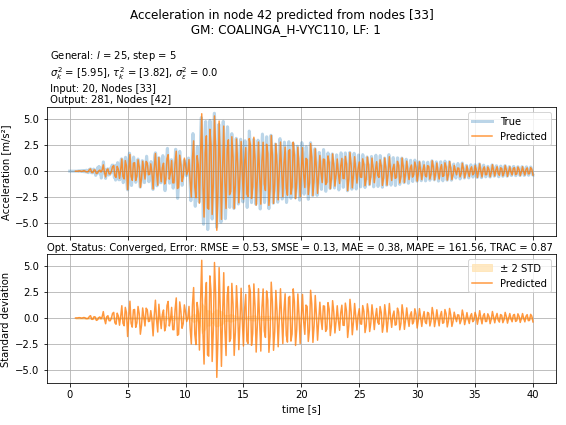 Acceleration in node 42 predicted from nodes [33]
GM: COALINGA_H-VYC110, LF: 1
General: l = 25, step = 5
σ²ₖ = [5.95], τ²ₖ = [3.82], σ²ε = 0.0
Input: 20, Nodes [33]
Output: 281, Nodes [42]
Acceleration [m/s²]
5.0
2.5
0.0
−2.5
−5.0
True
Predicted
Opt. Status: Converged, Error: RMSE = 0.53, SMSE = 0.13, MAE = 0.38, MAPE = 161.56, TRAC = 0.87
Standard deviation
5.0
2.5
0.0
−2.5
−5.0
± 2 STD
Predicted
0 5 10 15 20 25 30 35 40
time [s]